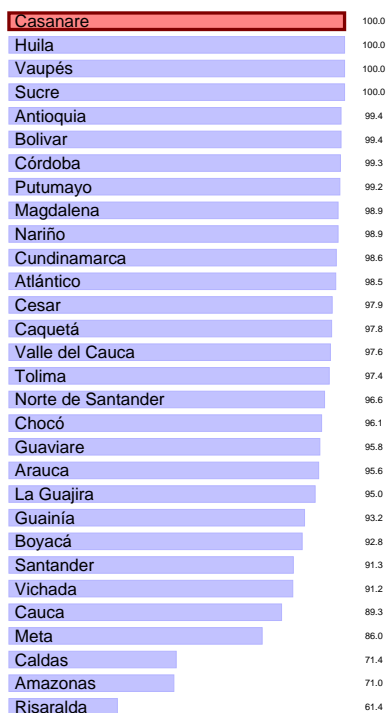 Casanare 100.0
Huila 100.0
Vaupés 100.0
Sucre 100.0
Antioquia 99.4
Bolivar 99.4
Córdoba 99.3
Putumayo 99.2
Magdalena 98.9
Nariño 98.9
Cundinamarca 98.6
Atlántico 98.5
Cesar 97.9
Caquetá 97.8
Valle del Cauca 97.6
Tolima 97.4
Norte de Santander 96.6
Chocó 96.1
Guaviare 95.8
Arauca 95.6
La Guajira 95.0
Guainía 93.2
Boyacá 92.8
Santander 91.3
Vichada 91.2
Cauca 89.3
Meta 86.0
Caldas 71.4
Amazonas 71.0
Risaralda 61.4